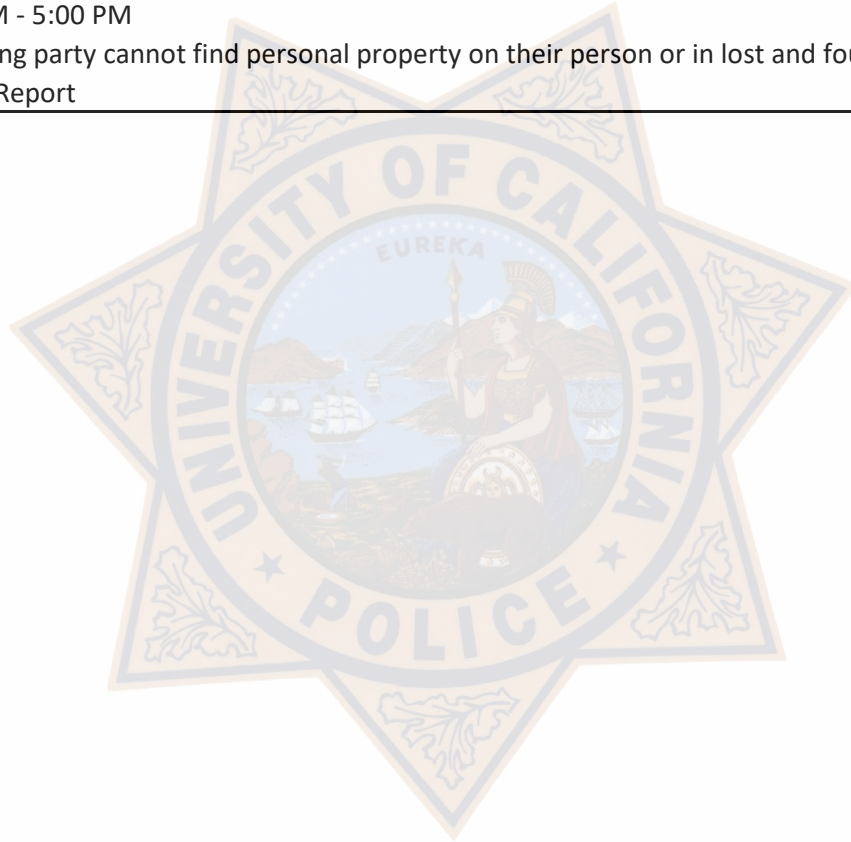 M - 5:00 PM
ng party cannot find personal property on their person or in lost and fou
Report
UNIVERSITY OF CALIFORNIA
EUREKA
POLICE